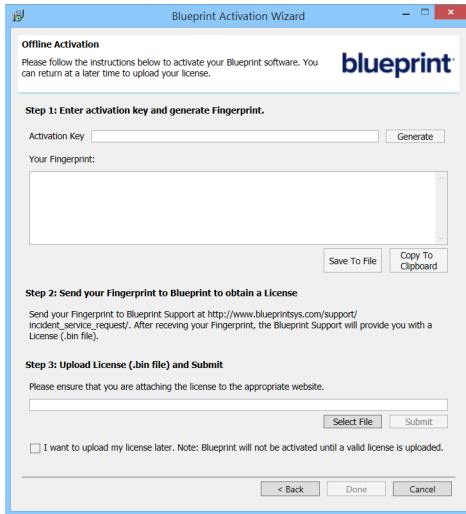 Blueprint Activation Wizard
Offline Activation
Please follow the instructions below to activate your Blueprint software. You
can return at a later time to upload your license.
blueprint
Step 1: Enter activation key and generate Fingerprint.
Activation Key
Generate
Your Fingerprint:
Save To File
Copy To
Clipboard
Step 2: Send your Fingerprint to Blueprint to obtain a License
Send your Fingerprint to Blueprint Support at http://www.blueprintsys.com/support/
incident_service_request/. After receving your Fingerprint, the Blueprint Support will provide you with a
License (.bin file).
Step 3: Upload License (.bin file) and Submit
Please ensure that you are attaching the license to the appropriate website.
Select File
Submit
I want to upload my license later. Note: Blueprint will not be activated until a valid license is uploaded.
< Back
Done
Cancel